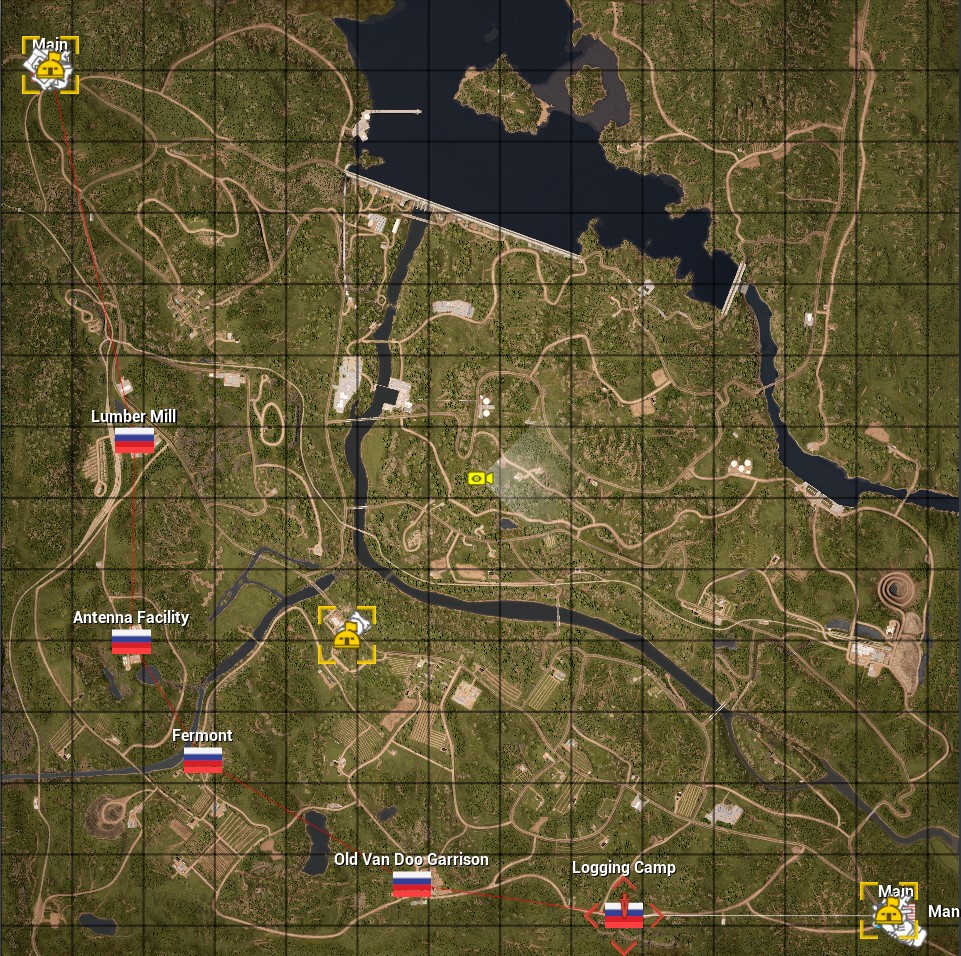 Main
Lumber Mill
Antenna Facility
Fermont
Old Van Doo Garrison
Logging Camp
Main
Man